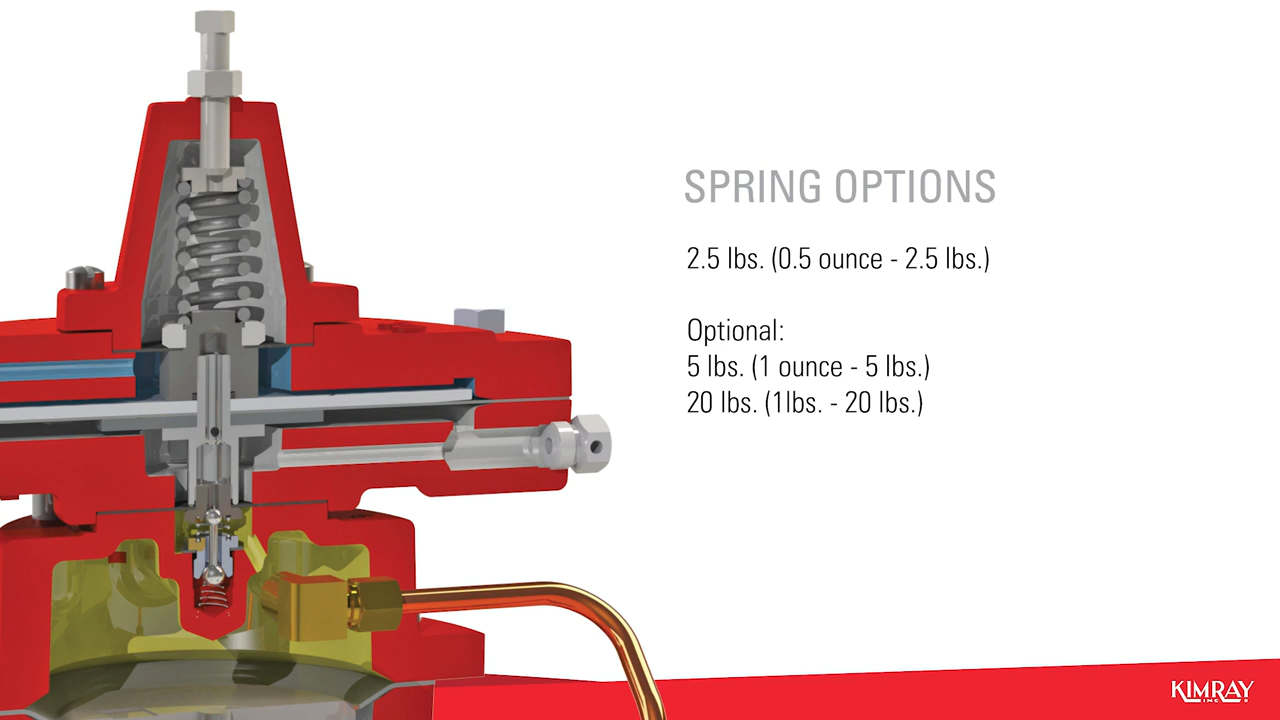 SPRING OPTIONS
2.5 lbs. (0.5 ounce - 2.5 lbs.)
Optional:
5 lbs. (1 ounce - 5 lbs.)
20 lbs. (1lbs. - 20 lbs.)
KIMRAY
INC. ®